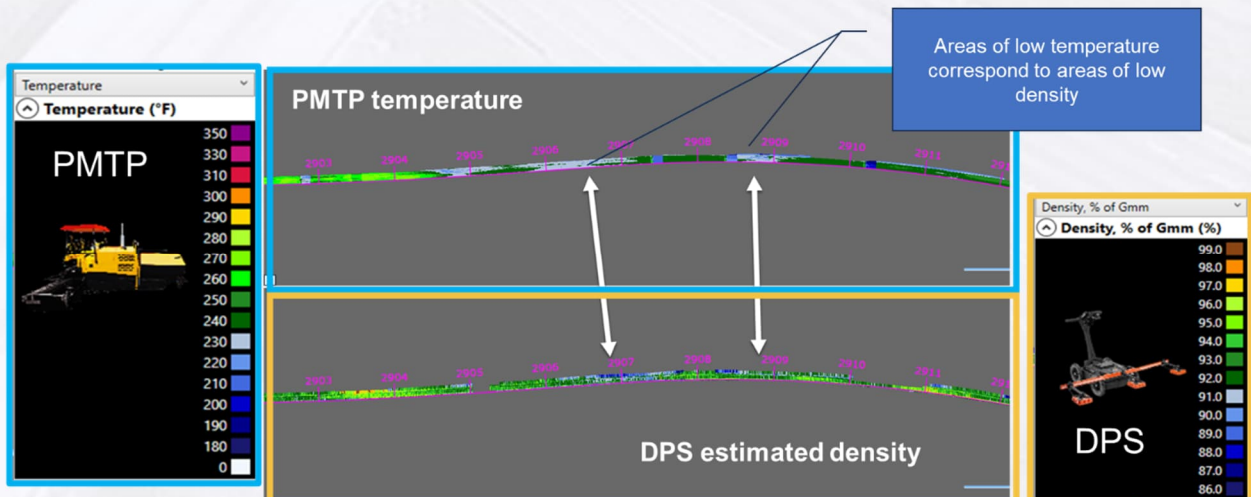 Areas of low temperature
correspond to areas of low
density
Temperature
Temperature (°F)
PMTP
350
330
310
300
290
280
270
260
250
240
230
220
210
200
190
180
0
PMTP temperature
2903 2904 2905 2906 2907 2908 2909 2910 2911
2903 2904 2905 2906 2907 2908 2909 2910 2911
DPS estimated density
Density, % of Gmm
Density, % of Gmm (%)
99.0
98.0
97.0
96.0
95.0
94.0
93.0
92.0
91.0
90.0
89.0
88.0
87.0
86.0
DPS